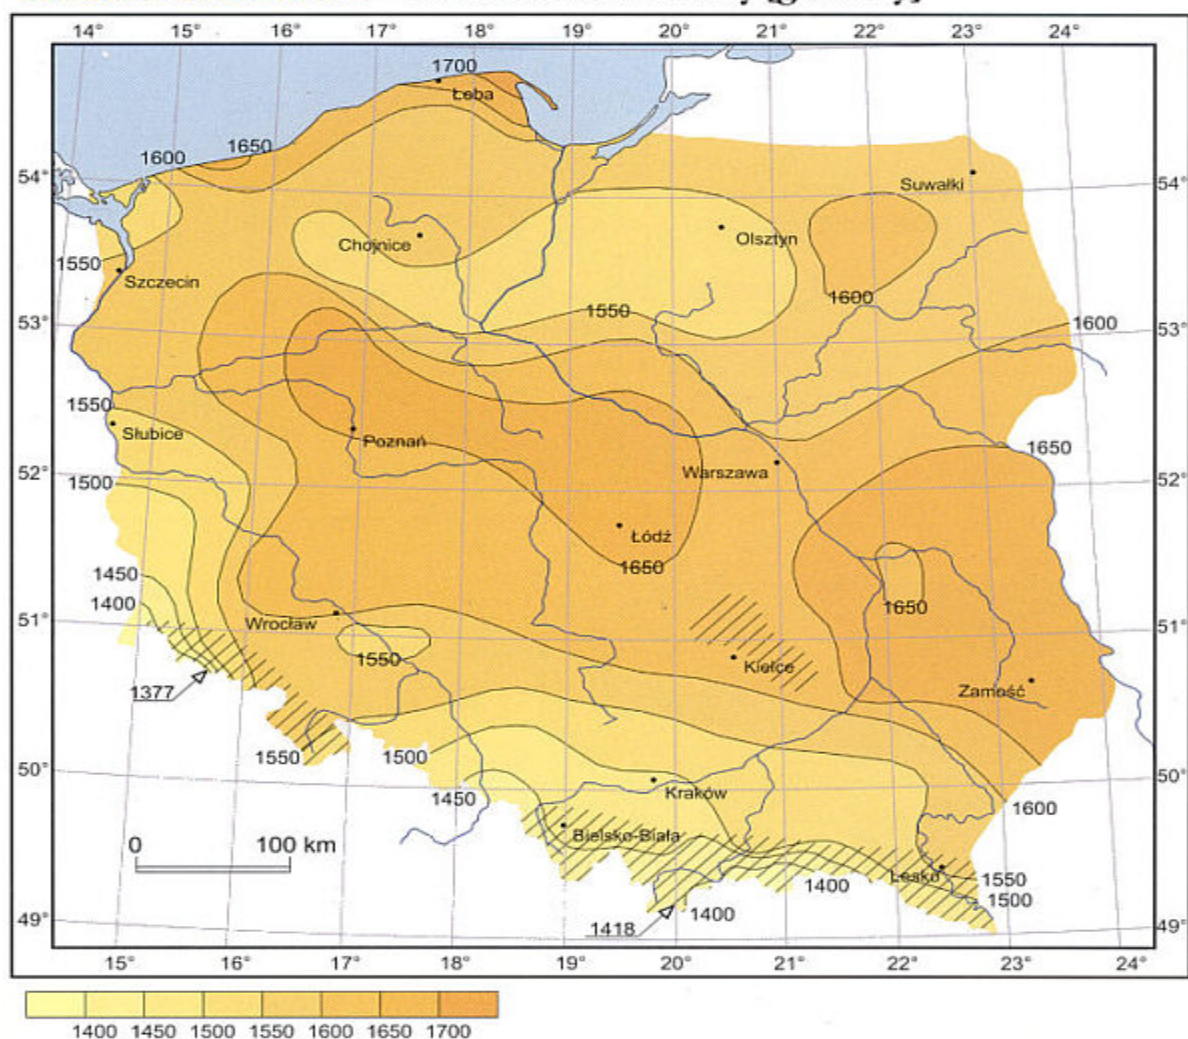 14° 15° 16° 17° 18° 19° 20° 21° 22° 23° 24°
1700
Łeba
1650
1600
54° 54°
Suwałki
Chojnice
Olsztyn
1550
Szczecin
1600
1550
53° 1600 53°
1550
Słubice
Poznań
1650
Warszawa
52° 52°
1500
Łódź
1650
1450
1650
1400
51° 51°
Wrocław
1550
Kielce
1377
Zamość
1550
1500
50° 50°
Kraków
1450
1600
Bielsko-Biała
0 100 km
Lesko
1550
1400
1500
1400
49° 49°
1418
15° 16° 17° 18° 19° 20° 21° 22° 23° 24°
1400 1450 1500 1550 1600 1650 1700